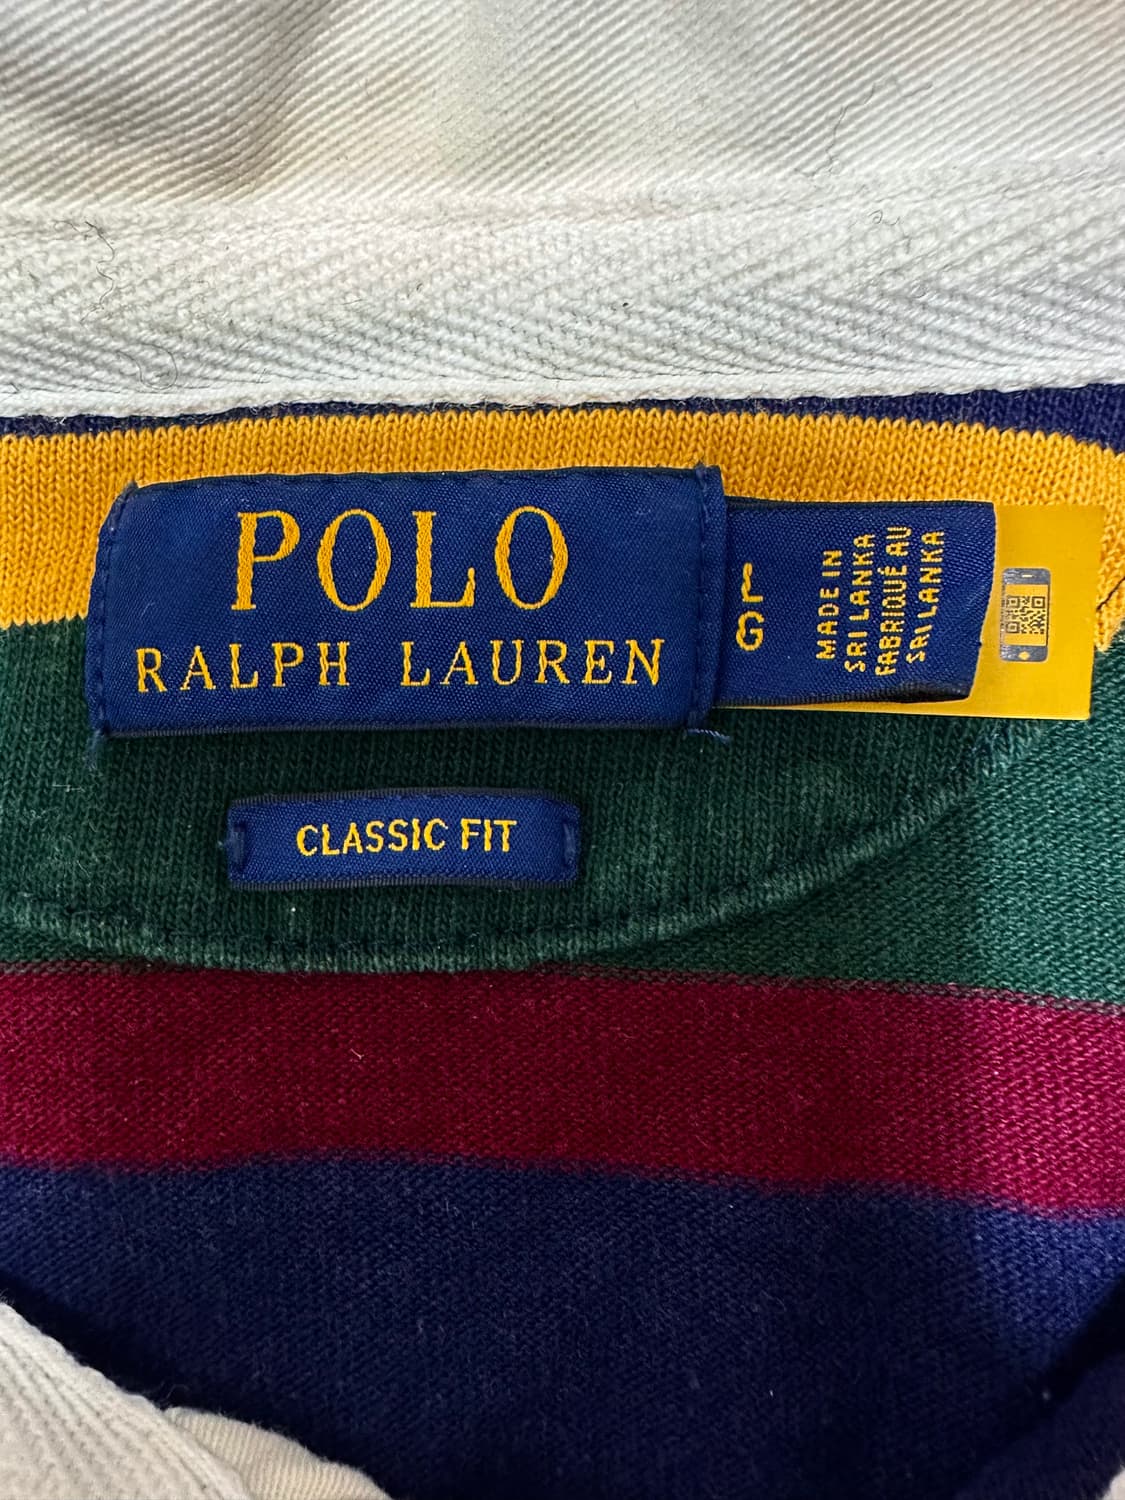 POLO
RALPH LAUREN
L
G
MADE IN
SRI LANKA
FABRIQUÉ AU
SRI LANKA
CLASSIC FIT